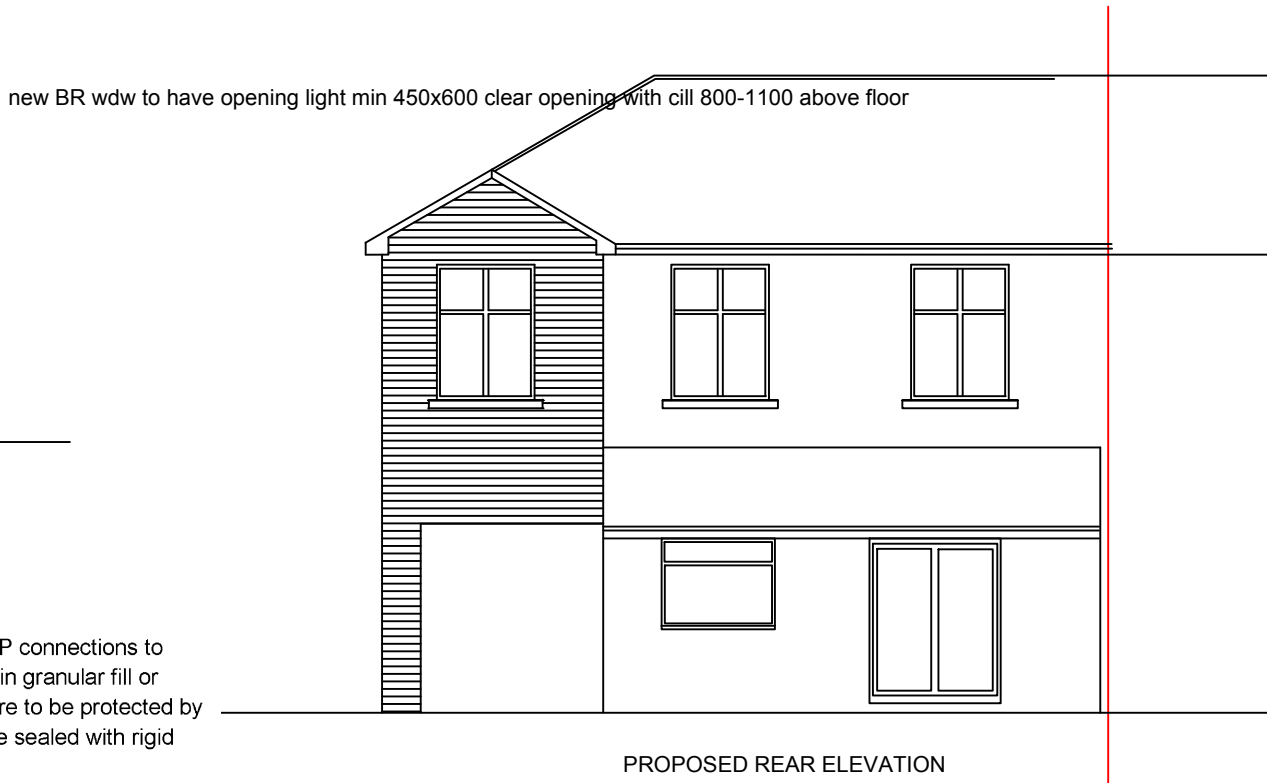 new BR wdw to have opening light min 450x600 clear opening with cill 800-1100 above floor
P connections to
in granular fill or
re to be protected by
e sealed with rigid
PROPOSED REAR ELEVATION